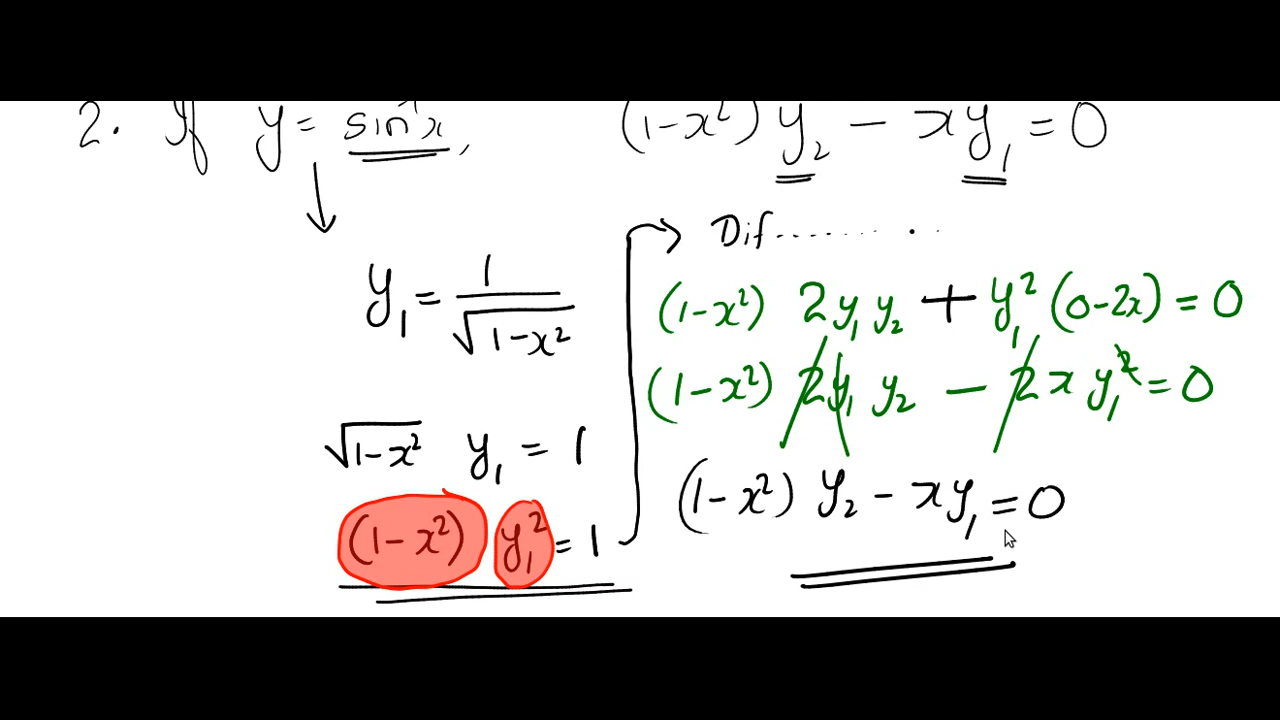 2. If y = sin⁻¹x, (1-x²) y₂ - xy₁ = 0
y₁ = 1/√(1-x²)
√(1-x²) y₁ = 1
(1-x²) y₁² = 1
Dif..........
(1-x²) 2y₁ y₂ + y₁² (0-2x) = 0
(1-x²) 2y₁ y₂ - 2x y₁² = 0
(1-x²) y₂ - xy₁ = 0